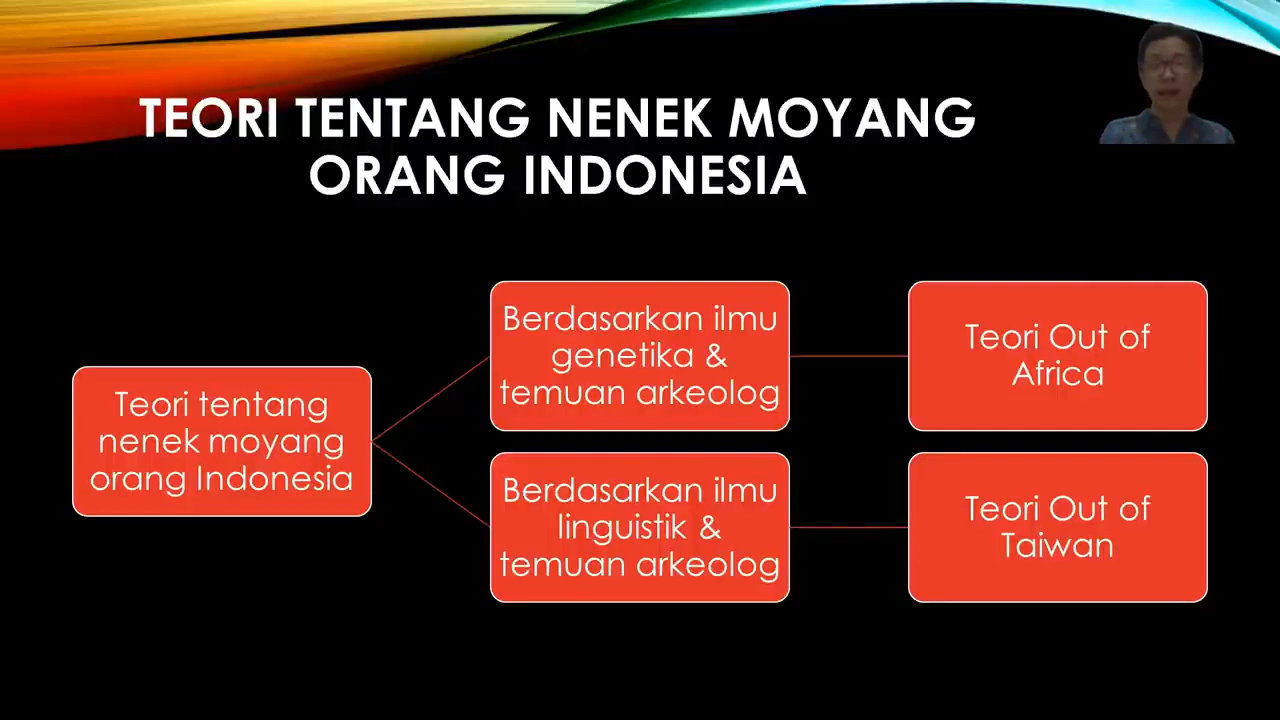 TEORI TENTANG NENEK MOYANG
ORANG INDONESIA
Teori tentang
nenek moyang
orang Indonesia
Berdasarkan ilmu
genetika &
temuan arkeolog
Teori Out of
Africa
Berdasarkan ilmu
linguistik &
temuan arkeolog
Teori Out of
Taiwan